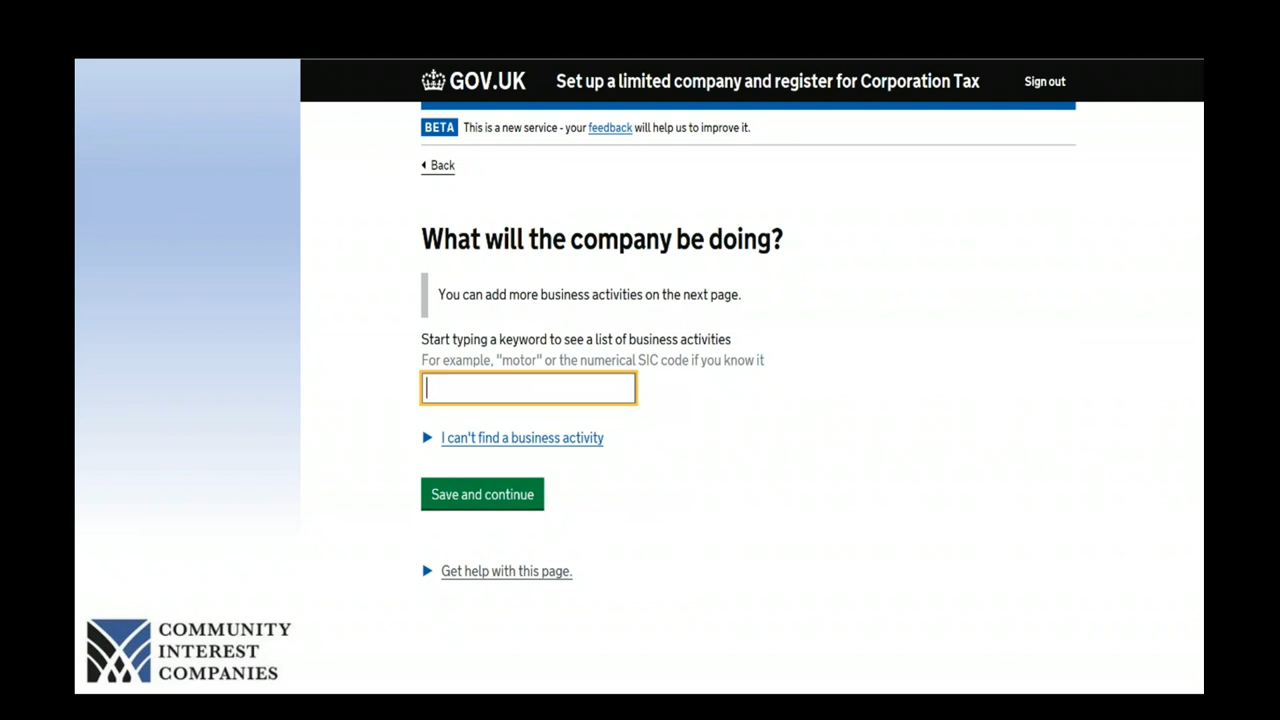 GOV.UK
Set up a limited company and register for Corporation Tax
Sign out
BETA
This is a new service - your feedback will help us to improve it.
Back
What will the company be doing?
You can add more business activities on the next page.
Start typing a keyword to see a list of business activities
For example, "motor" or the numerical SIC code if you know it
I can't find a business activity
Save and continue
Get help with this page.
COMMUNITY
INTEREST
COMPANIES